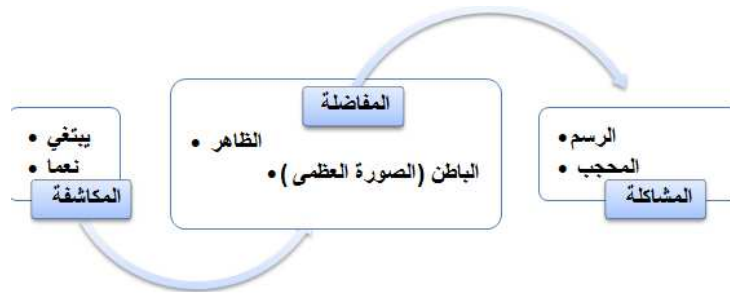 المفاضلة
الرسم
المحجب
المشاكلة
الظاهر
الباطن (الصورة العظمى)
يبتغي
نعما
المكاشفة